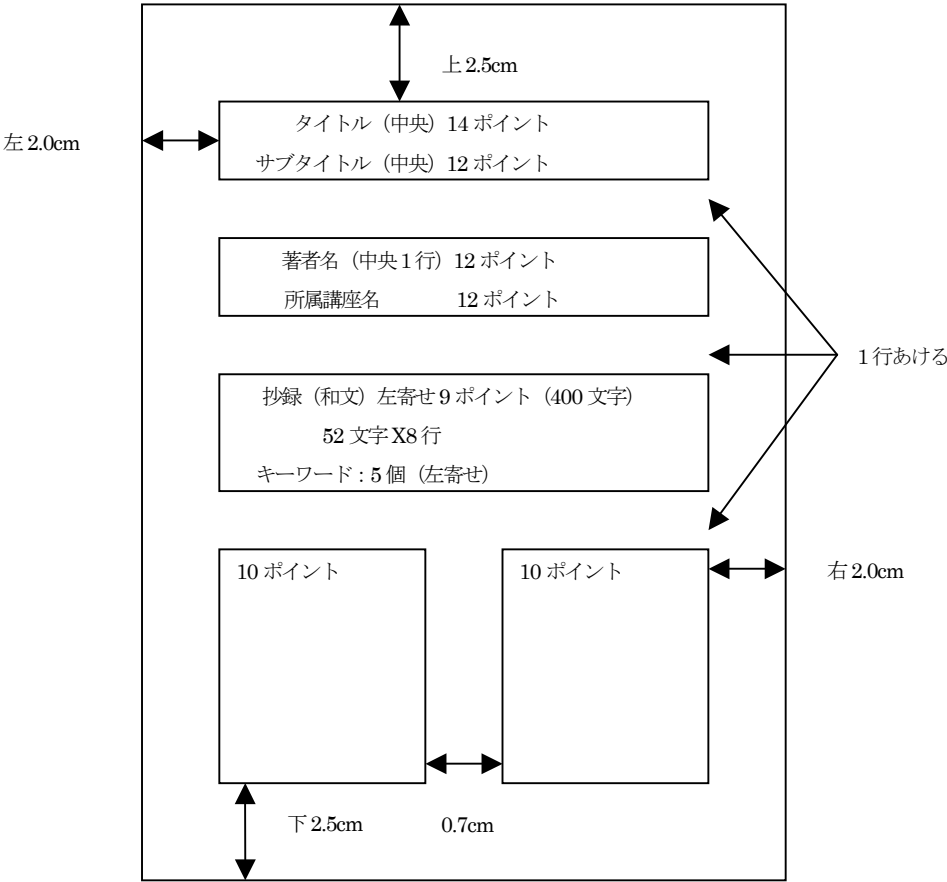 上2.5cm
タイトル（中央）14ポイント
左2.0cm
サブタイトル（中央）12ポイント
著者名（中央1行）12ポイント
所属講座名 12ポイント
1行あける
抄録（和文）左寄せ9ポイント（400文字）
52文字X8行
キーワード：5個（左寄せ）
10ポイント
10ポイント
右2.0cm
下2.5cm
0.7cm